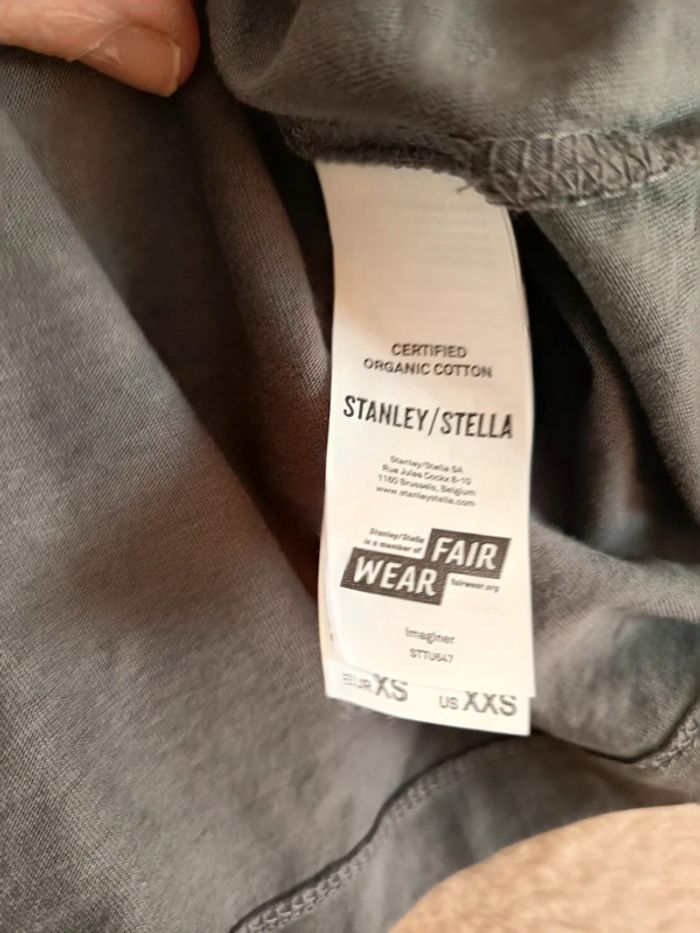 CERTIFIED
ORGANIC COTTON
STANLEY/STELLA
Stanley/Stella SA
Rue Jules Cockx 8-10
1160 Brussels, Belgium
www.stanleystella.com
Stanley/Stella
is a member of
FAIR
WEAR
fairwear.org
Imaginer
STTU647
EUR XS
US XXS